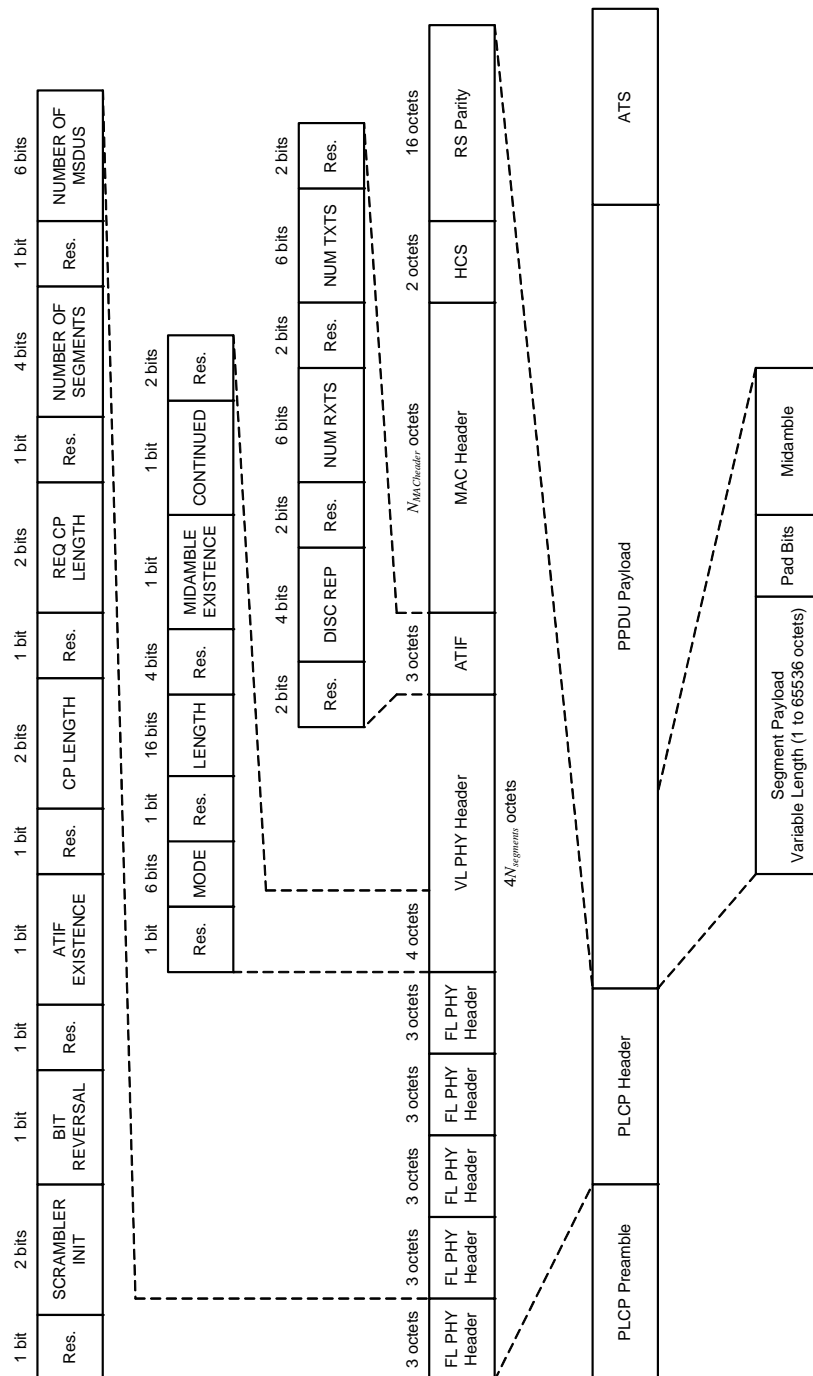 1 bit
2 bits
1 bit
1 bit
1 bit
1 bit
2 bits
1 bit
2 bits
1 bit
4 bits
1 bit
6 bits
Res.
SCRAMBLER
INIT
BIT
REVERSAL
Res.
ATIF
EXISTENCE
Res.
CP LENGTH
Res.
REQ CP
LENGTH
Res.
NUMBER OF
SEGMENTS
Res.
NUMBER OF
MSDUS
1 bit
6 bits
1 bit
16 bits
4 bits
1 bit
1 bit
2 bits
Res.
MODE
Res.
LENGTH
Res.
MIDAMBLE
EXISTENCE
CONTINUED
Res.
2 bits
4 bits
2 bits
6 bits
2 bits
6 bits
2 bits
Res.
DISC REP
Res.
NUM RXTS
Res.
NUM TXTS
Res.
3 octets
3 octets
3 octets
3 octets
3 octets
4 octets
3 octets
N_MACheader octets
2 octets
16 octets
FL PHY
Header
FL PHY
Header
FL PHY
Header
FL PHY
Header
FL PHY
Header
VL PHY Header
ATIF
MAC Header
HCS
RS Parity
4N_segments octets
PLCP Preamble
PLCP Header
PPDU Payload
ATS
Segment Payload
Variable Length (1 to 65536 octets)
Pad Bits
Midamble